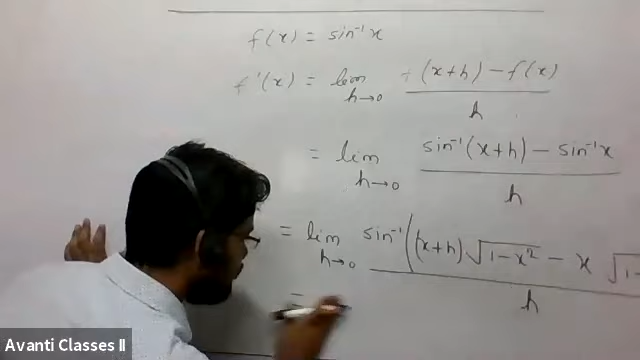 f(x) = sin⁻¹x
f'(x) = lim h→0 f(x+h) − f(x) / h
= lim h→0 sin⁻¹(x+h) − sin⁻¹x / h
= lim h→0 sin⁻¹((x+h)√1−x² − x √1− / h
=
Avanti Classes II